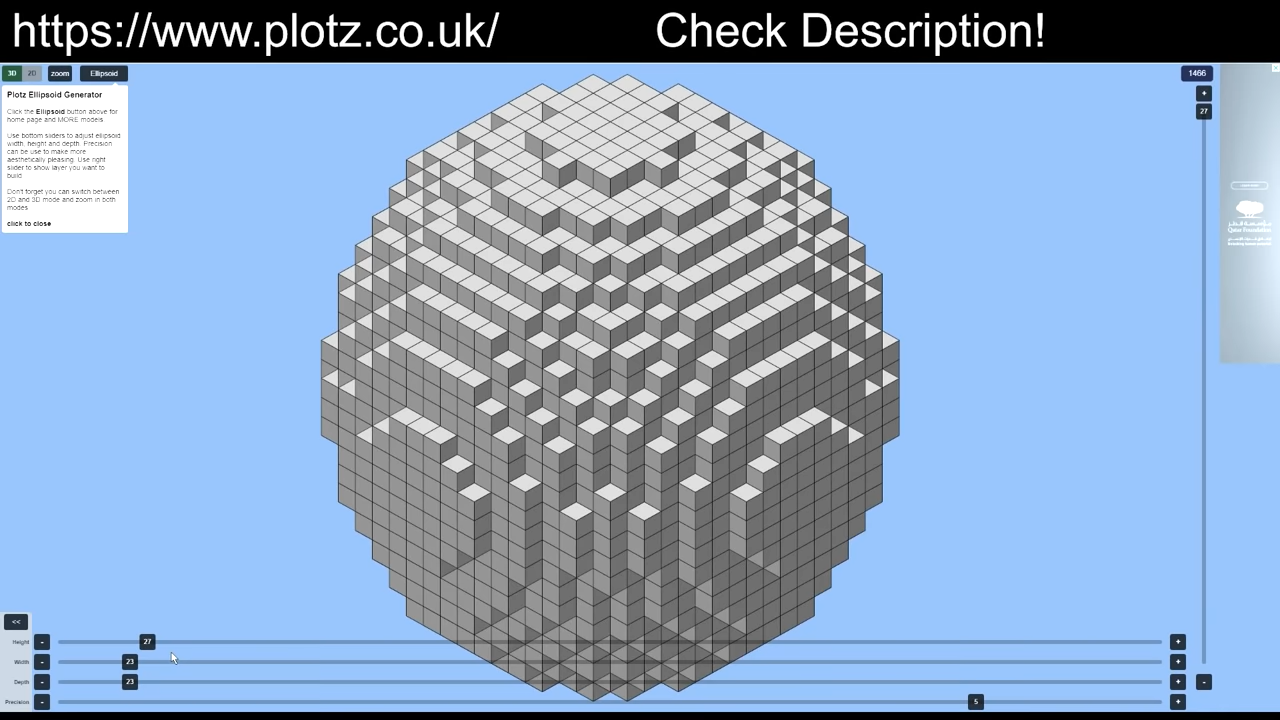 https://www.plotz.co.uk/ Check Description!
3D 2D zoom Ellipsoid
1466
+
27
Plotz Ellipsoid Generator
Click the Ellipsoid button above for
home page and MORE models
Use bottom sliders to adjust ellipsoid
width, height and depth. Precision
can be use to make more
aesthetically pleasing. Use right
slider to show layer you want to
build
Don't forget you can switch between
2D and 3D mode and zoom in both
modes
click to close
Qatar Foundation
<<
Height - 27 +
Width - 23 +
Depth - 23 + -
Precision - 5 +